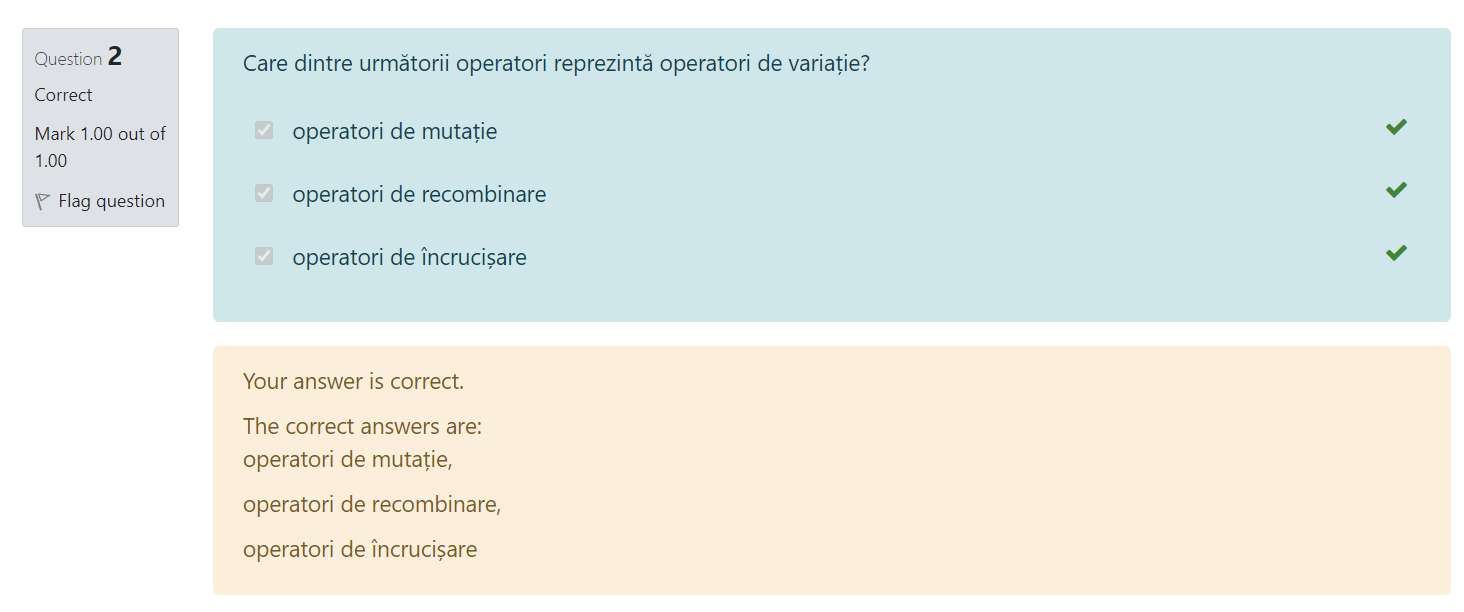 Question 2
Correct
Mark 1.00 out of
1.00
Flag question
Care dintre următorii operatori reprezintă operatori de variație?
operatori de mutație
operatori de recombinare
operatori de încrucișare
Your answer is correct.
The correct answers are:
operatori de mutație,
operatori de recombinare,
operatori de încrucișare